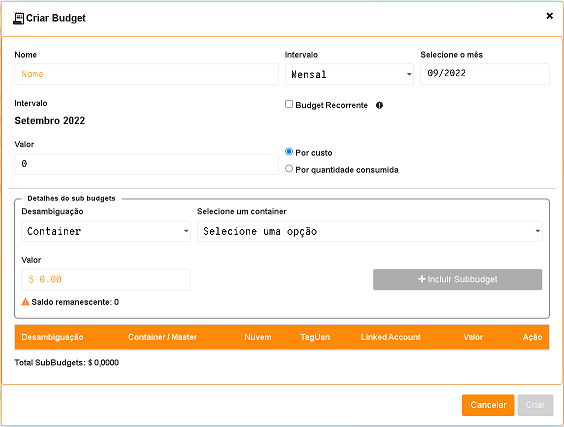 Criar Budget
Nome Intervalo Selecione o mês
Nome Mensal 09/2022
Intervalo Budget Recorrente
Setembro 2022
Valor
0
Por custo
Por quantidade consumida
Detalhes do sub budgets
Desambiguação Selecione um container
Container Selecione uma opção
Valor
$ 0.00
+ Incluir Subbudget
Saldo remanescente: 0
Desambiguação Container / Master Nuvem TagUsn Linked Account Valor Ação
Total SubBudgets: $ 0,0000
Cancelar Criar